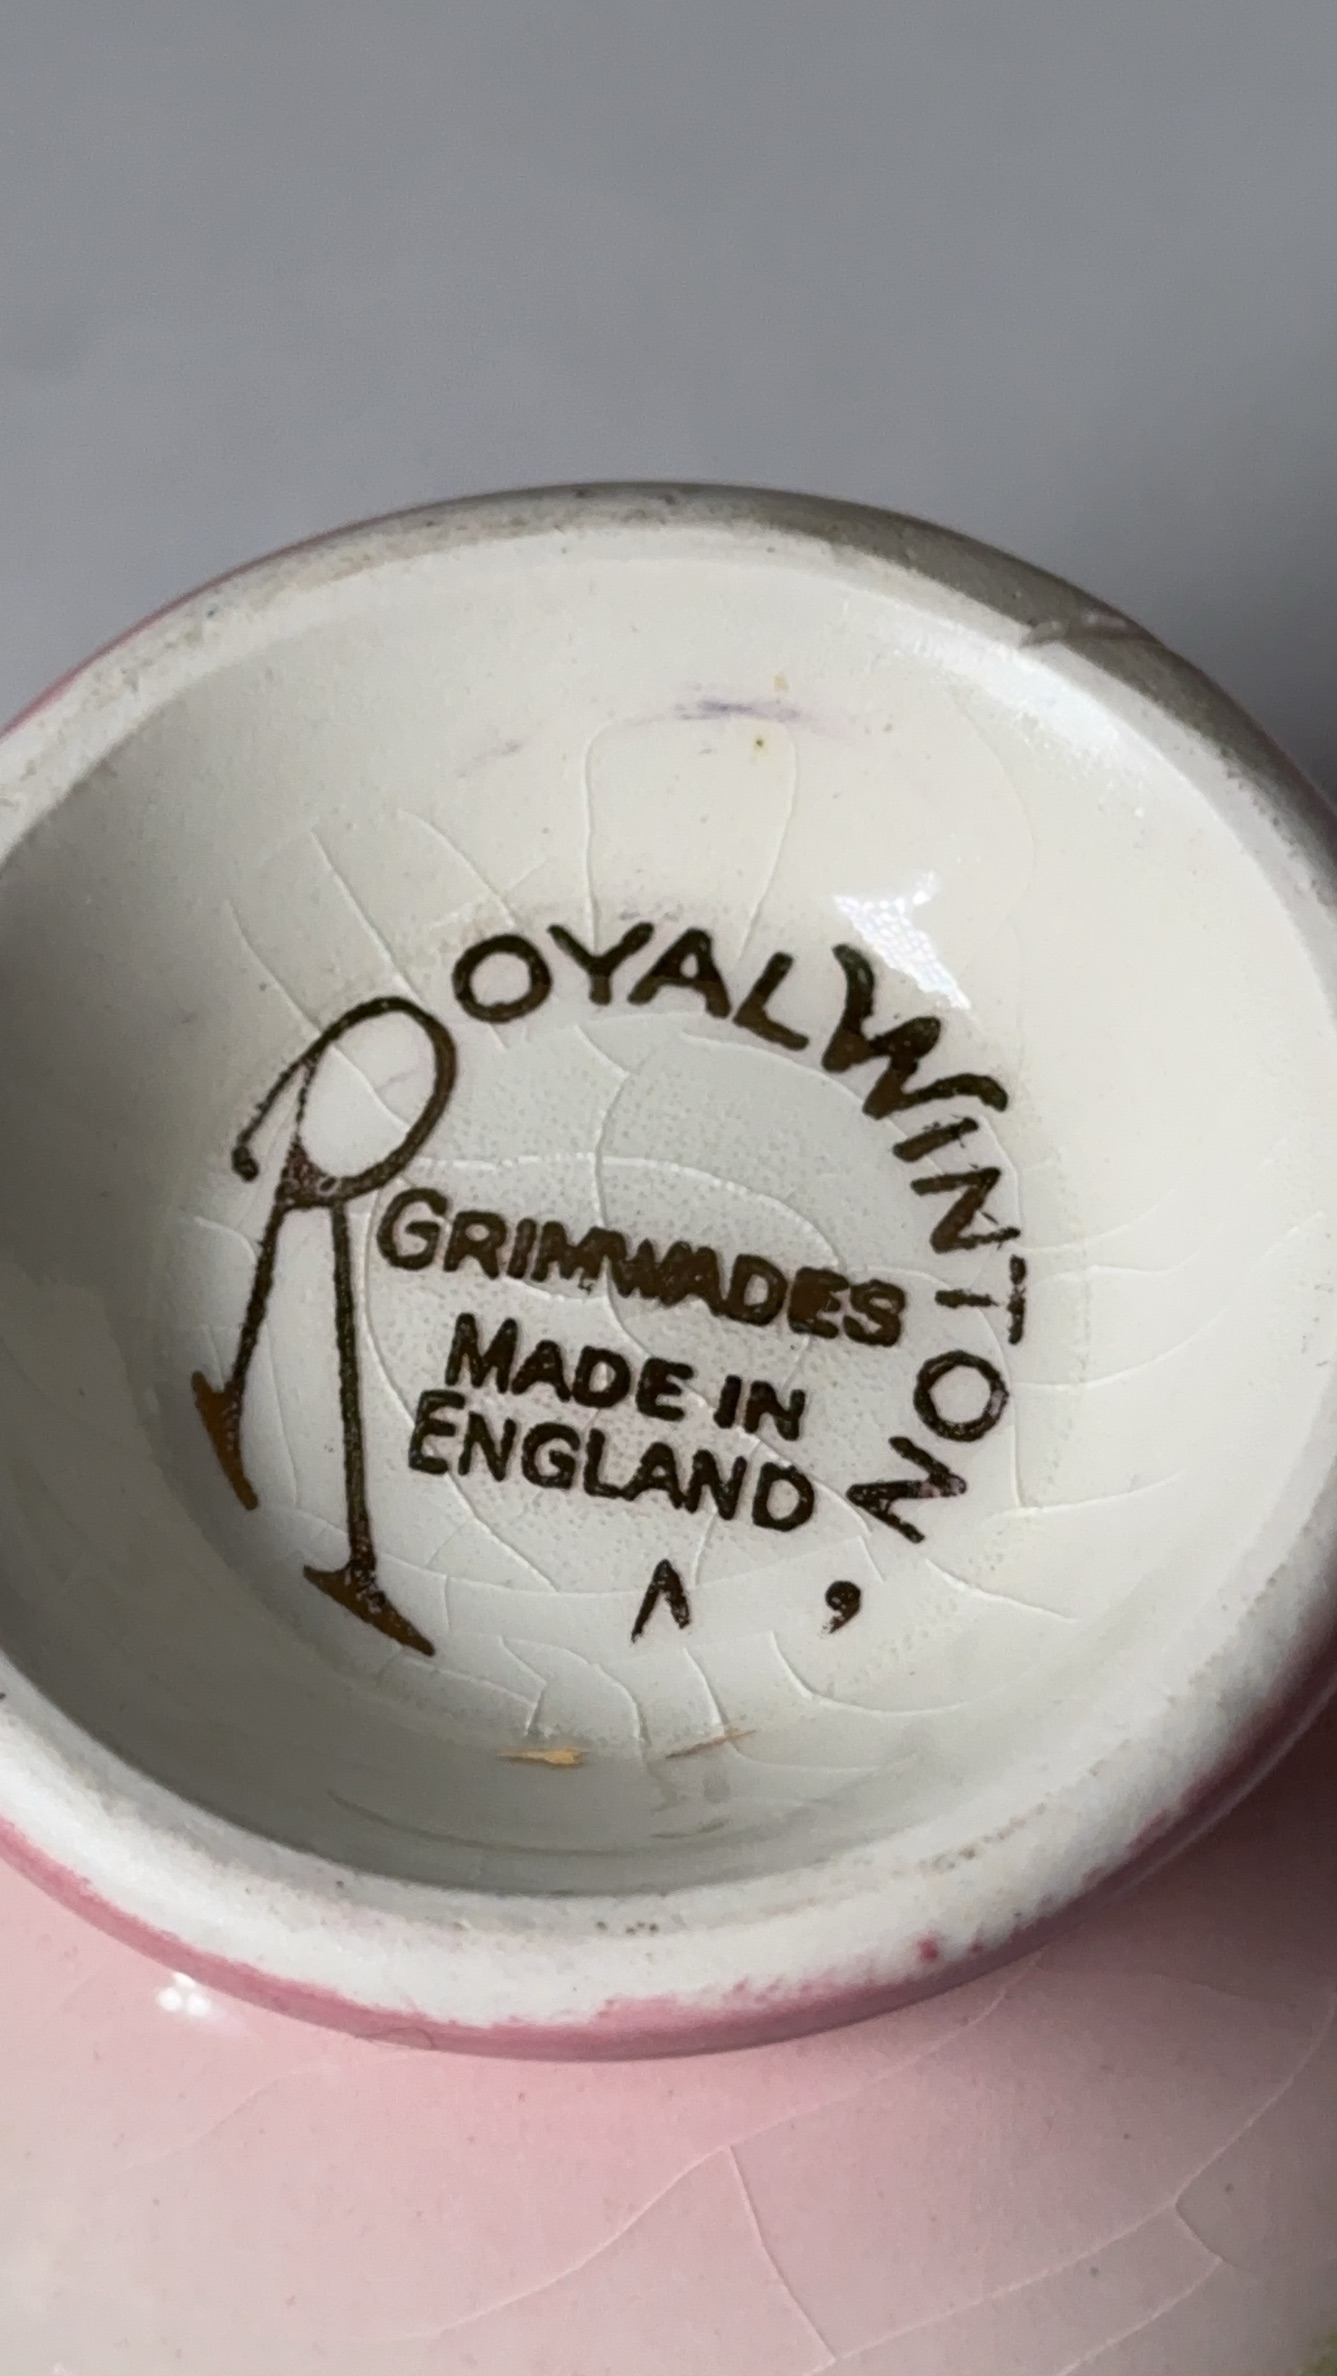 ROYAL WINTON,
GRIMWADES
MADE IN
ENGLAND
Λ